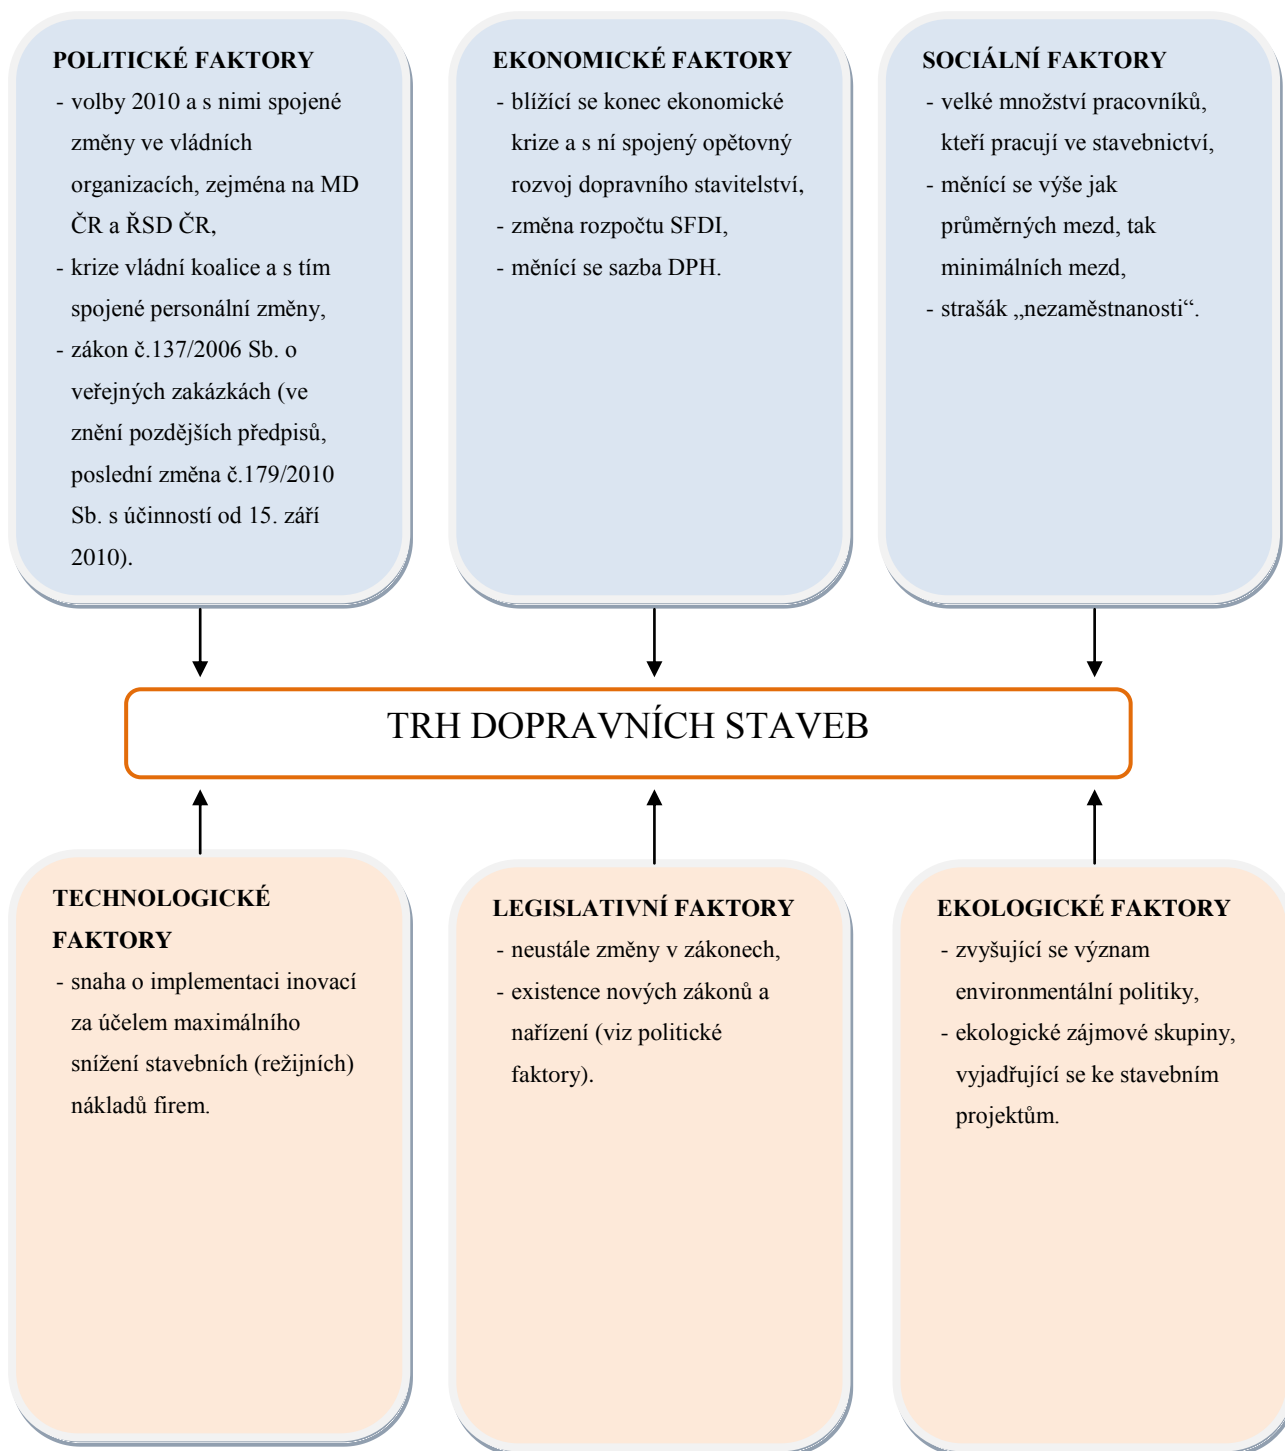 POLITICKÉ FAKTORY
- volby 2010 a s nimi spojené
změny ve vládních
organizacích, zejména na MD
ČR a ŘSD ČR,
- krize vládní koalice a s tím
spojené personální změny,
- zákon č.137/2006 Sb. o
veřejných zakázkách (ve
znění pozdějších předpisů,
poslední změna č.179/2010
Sb. s účinností od 15. září
2010).
EKONOMICKÉ FAKTORY
- blížící se konec ekonomické
krize a s ní spojený opětovný
rozvoj dopravního stavitelství,
- změna rozpočtu SFDI,
- měnící se sazba DPH.
SOCIÁLNÍ FAKTORY
- velké množství pracovníků,
kteří pracují ve stavebnictví,
- měnící se výše jak
průměrných mezd, tak
minimálních mezd,
- strašák „nezaměstnanosti“.
TRH DOPRAVNÍCH STAVEB
TECHNOLOGICKÉ
FAKTORY
- snaha o implementaci inovací
za účelem maximálního
snížení stavebních (režijních)
nákladů firem.
LEGISLATIVNÍ FAKTORY
- neustále změny v zákonech,
- existence nových zákonů a
nařízení (viz politické
faktory).
EKOLOGICKÉ FAKTORY
- zvyšující se význam
environmentální politiky,
- ekologické zájmové skupiny,
vyjadřující se ke stavebním
projektům.